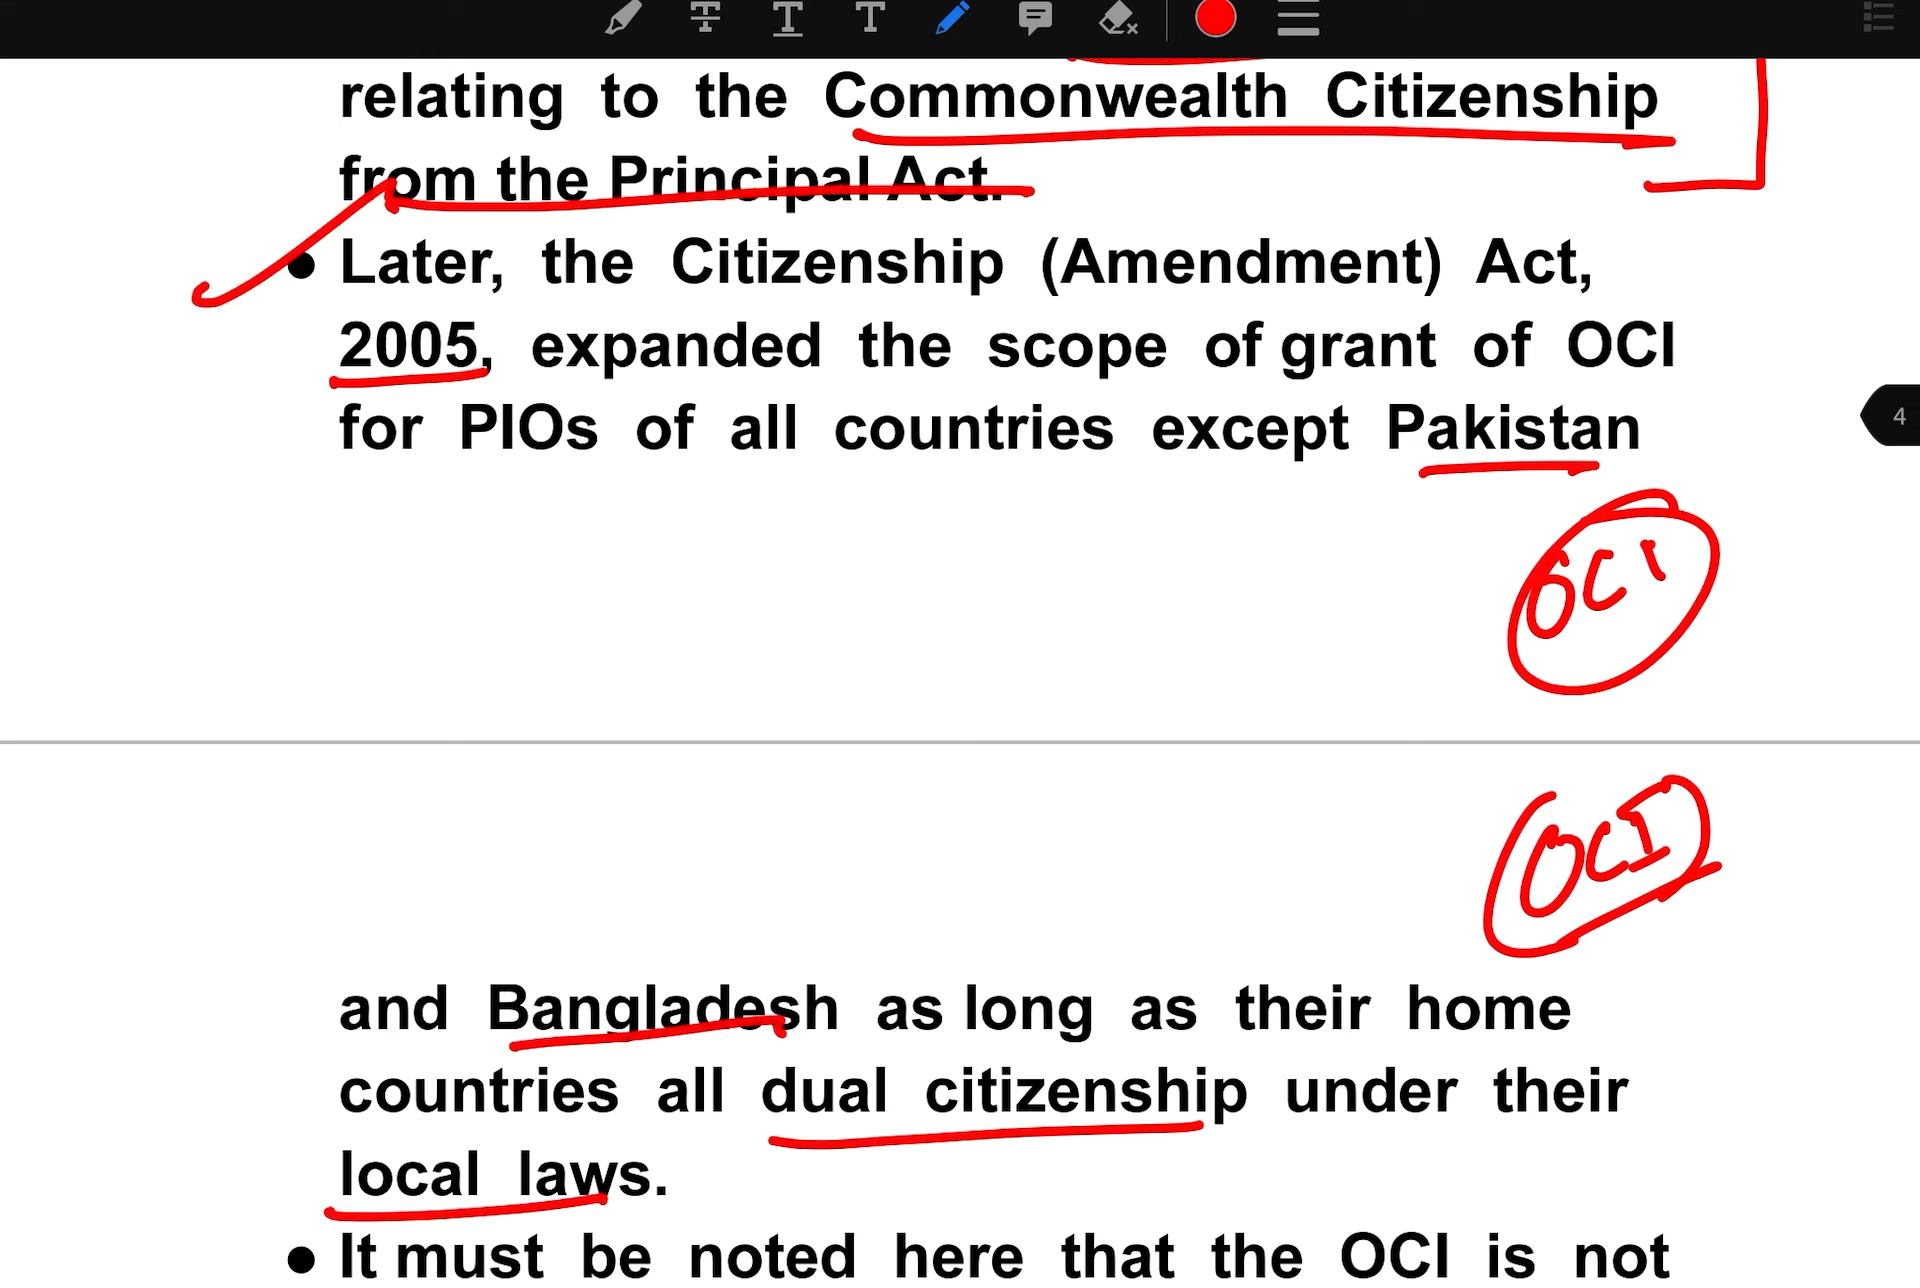 relating to the Commonwealth Citizenship
from the Principal Act.
● Later, the Citizenship (Amendment) Act,
2005, expanded the scope of grant of OCI
for PIOs of all countries except Pakistan
4
OCI
OCI
and Bangladesh as long as their home
countries all dual citizenship under their
local laws.
● It must be noted here that the OCI is not